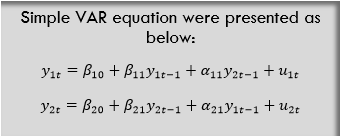 Simple VAR equation were presented as
below:
y₁ₜ = β₁₀ + β₁₁y₁ₜ₋₁ + α₁₁y₂ₜ₋₁ + u₁ₜ
y₂ₜ = β₂₀ + β₂₁y₂ₜ₋₁ + α₂₁y₁ₜ₋₁ + u₂ₜ